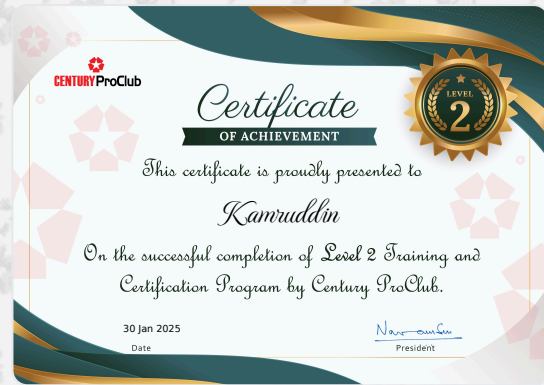 CENTURY ProClub
LEVEL
2
Certificate
OF ACHIEVEMENT
This certificate is proudly presented to
Kamruddin
On the successful completion of Level 2 Training and
Certification Program by Century ProClub.
30 Jan 2025
Date
President